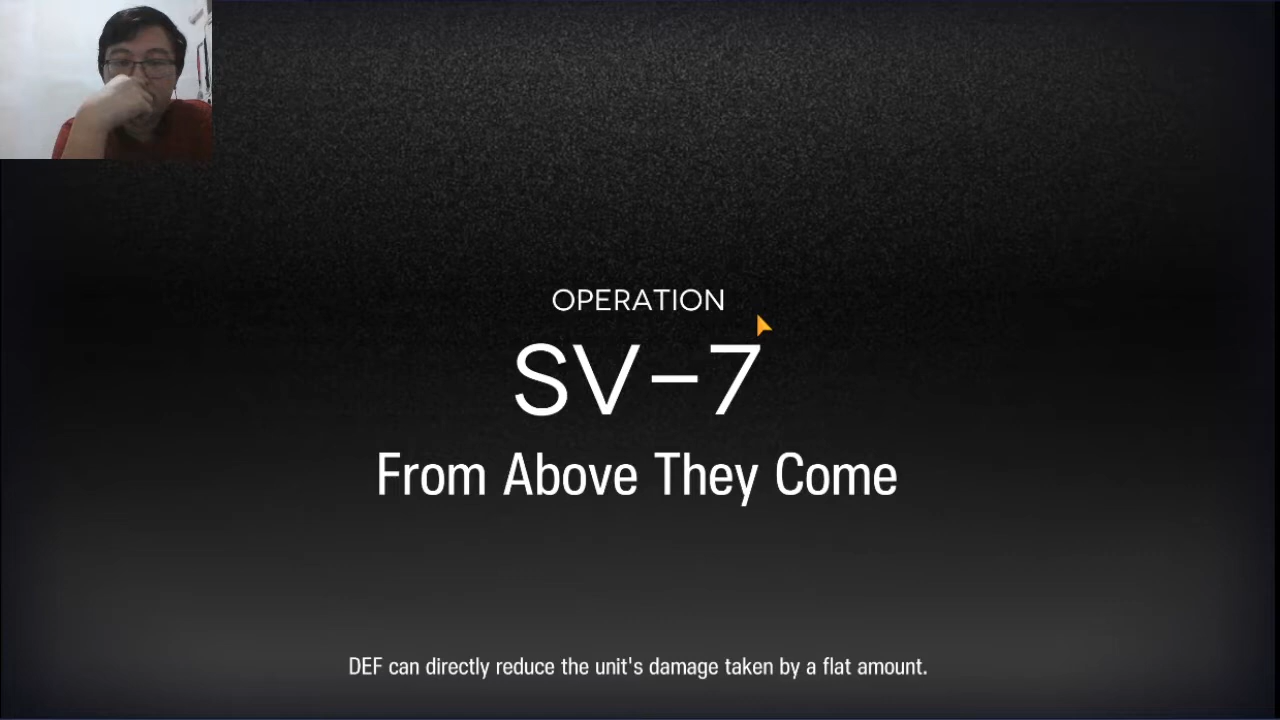 OPERATION
SV-7
From Above They Come
DEF can directly reduce the unit's damage taken by a flat amount.